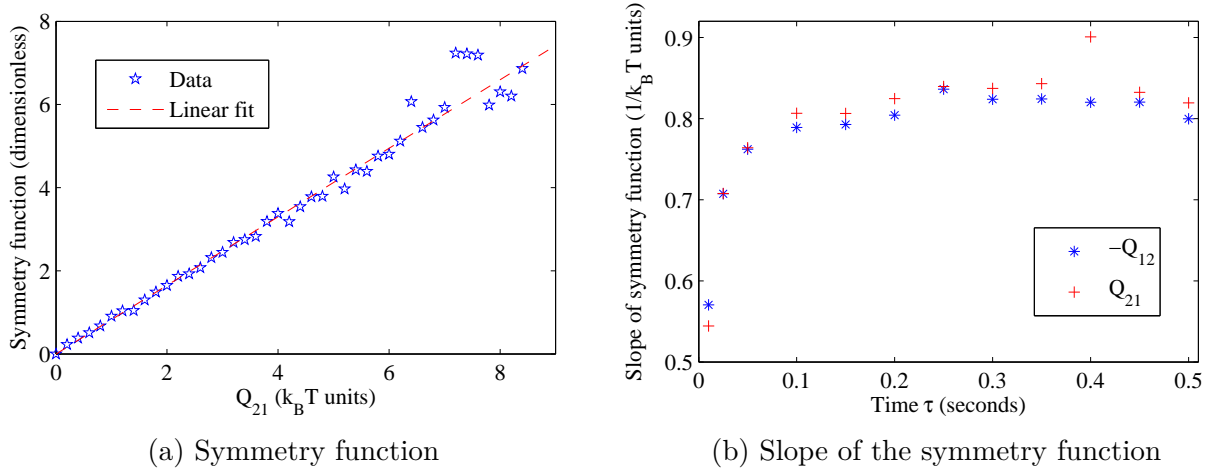 8
6
4
2
0
Symmetry function (dimensionless)
Data
Linear fit
0 2 4 6 8
Q21 (kBT units)
(a) Symmetry function
0.9
0.8
0.7
0.6
0.5
Slope of symmetry function (1/kBT units)
−Q12
Q21
0 0.1 0.2 0.3 0.4 0.5
Time τ (seconds)
(b) Slope of the symmetry function